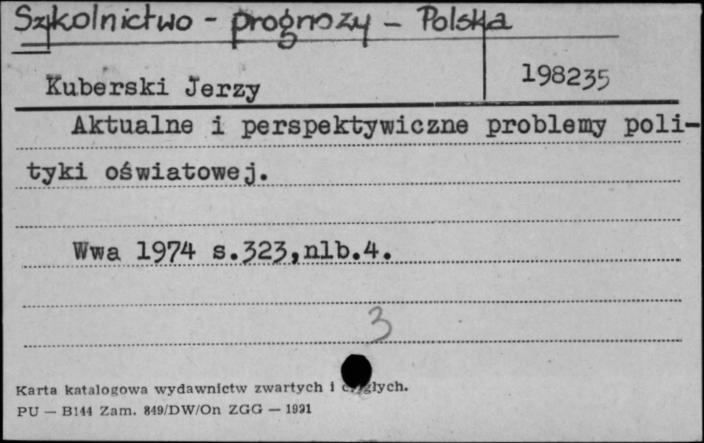 Szkolnictwo - prognozy - Polska
Kuberski Jerzy 198235
Aktualne i perspektywiczne problemy poli-
tyki oświatowej.
Wwa 1974 s.323,nlb.4.
3
Karta katalogowa wydawnictw zwartych i ciągłych.
PU — B144 Zam. 849/DW/On ZGG — 1991